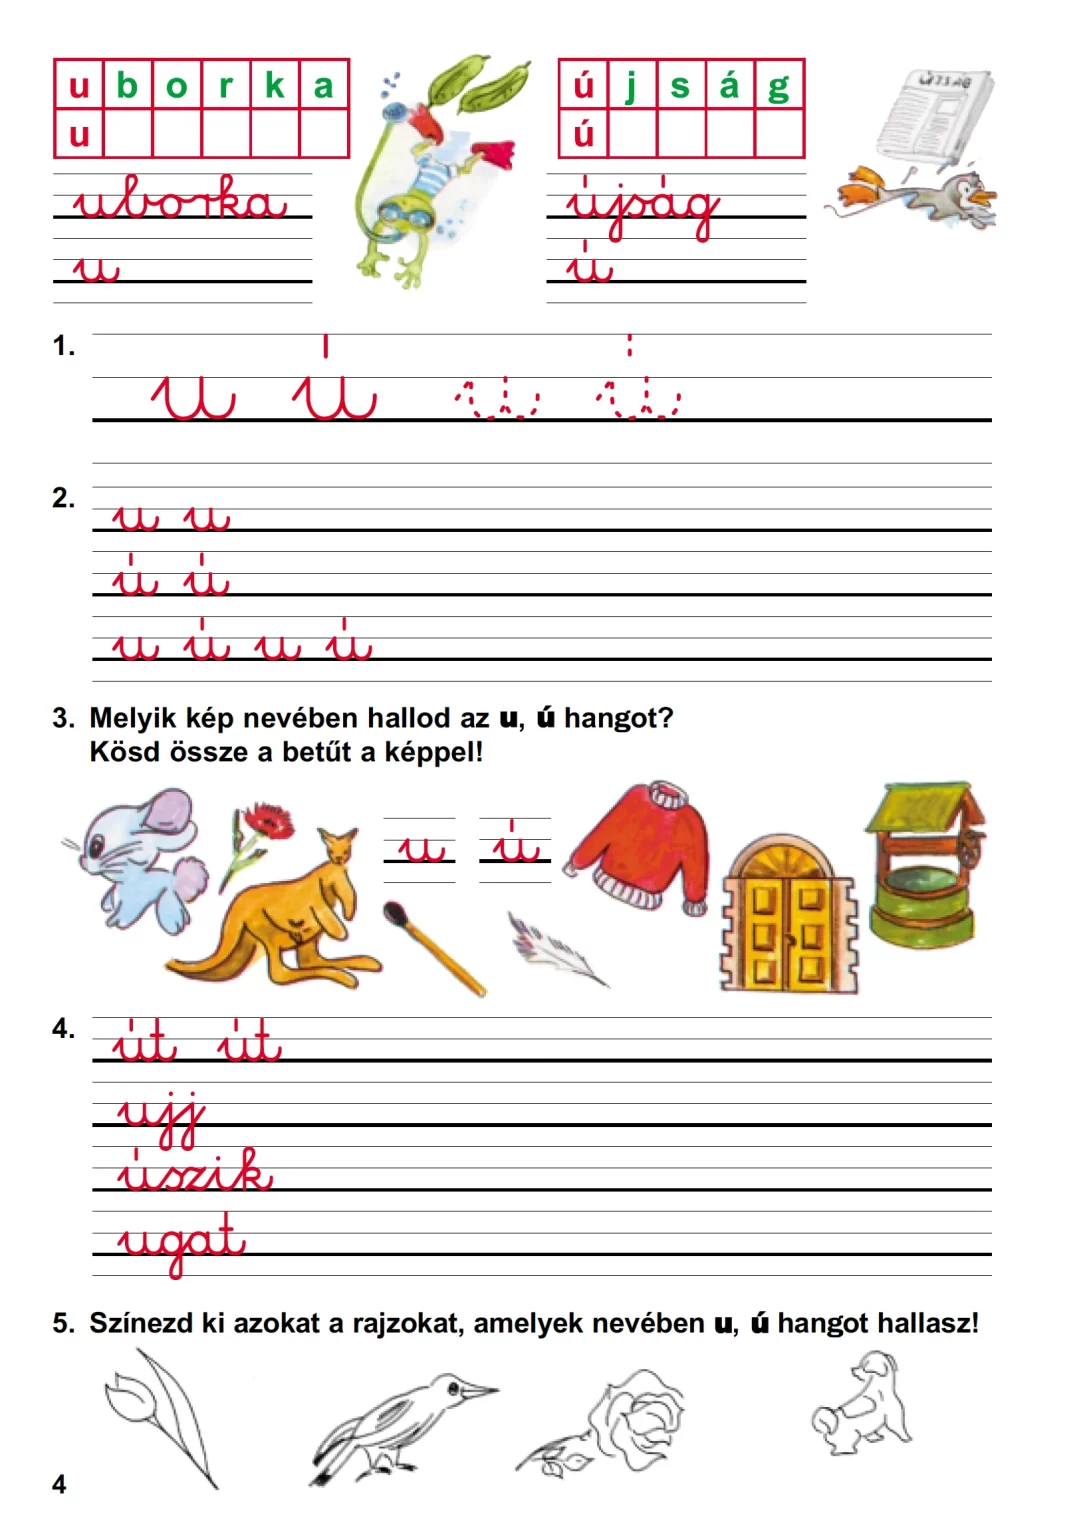 u b o r k a
u
uborka
u
ú j s á g
ú
újság
ú
ÚJSÁG
1. u ú u ú
2. u u
ú ú
u ú u ú
3. Melyik kép nevében hallod az u, ú hangot?
Kösd össze a betűt a képpel!
u ú
4. út út
ujj
úszik
ugat
5. Színezd ki azokat a rajzokat, amelyek nevében u, ú hangot hallasz!
4